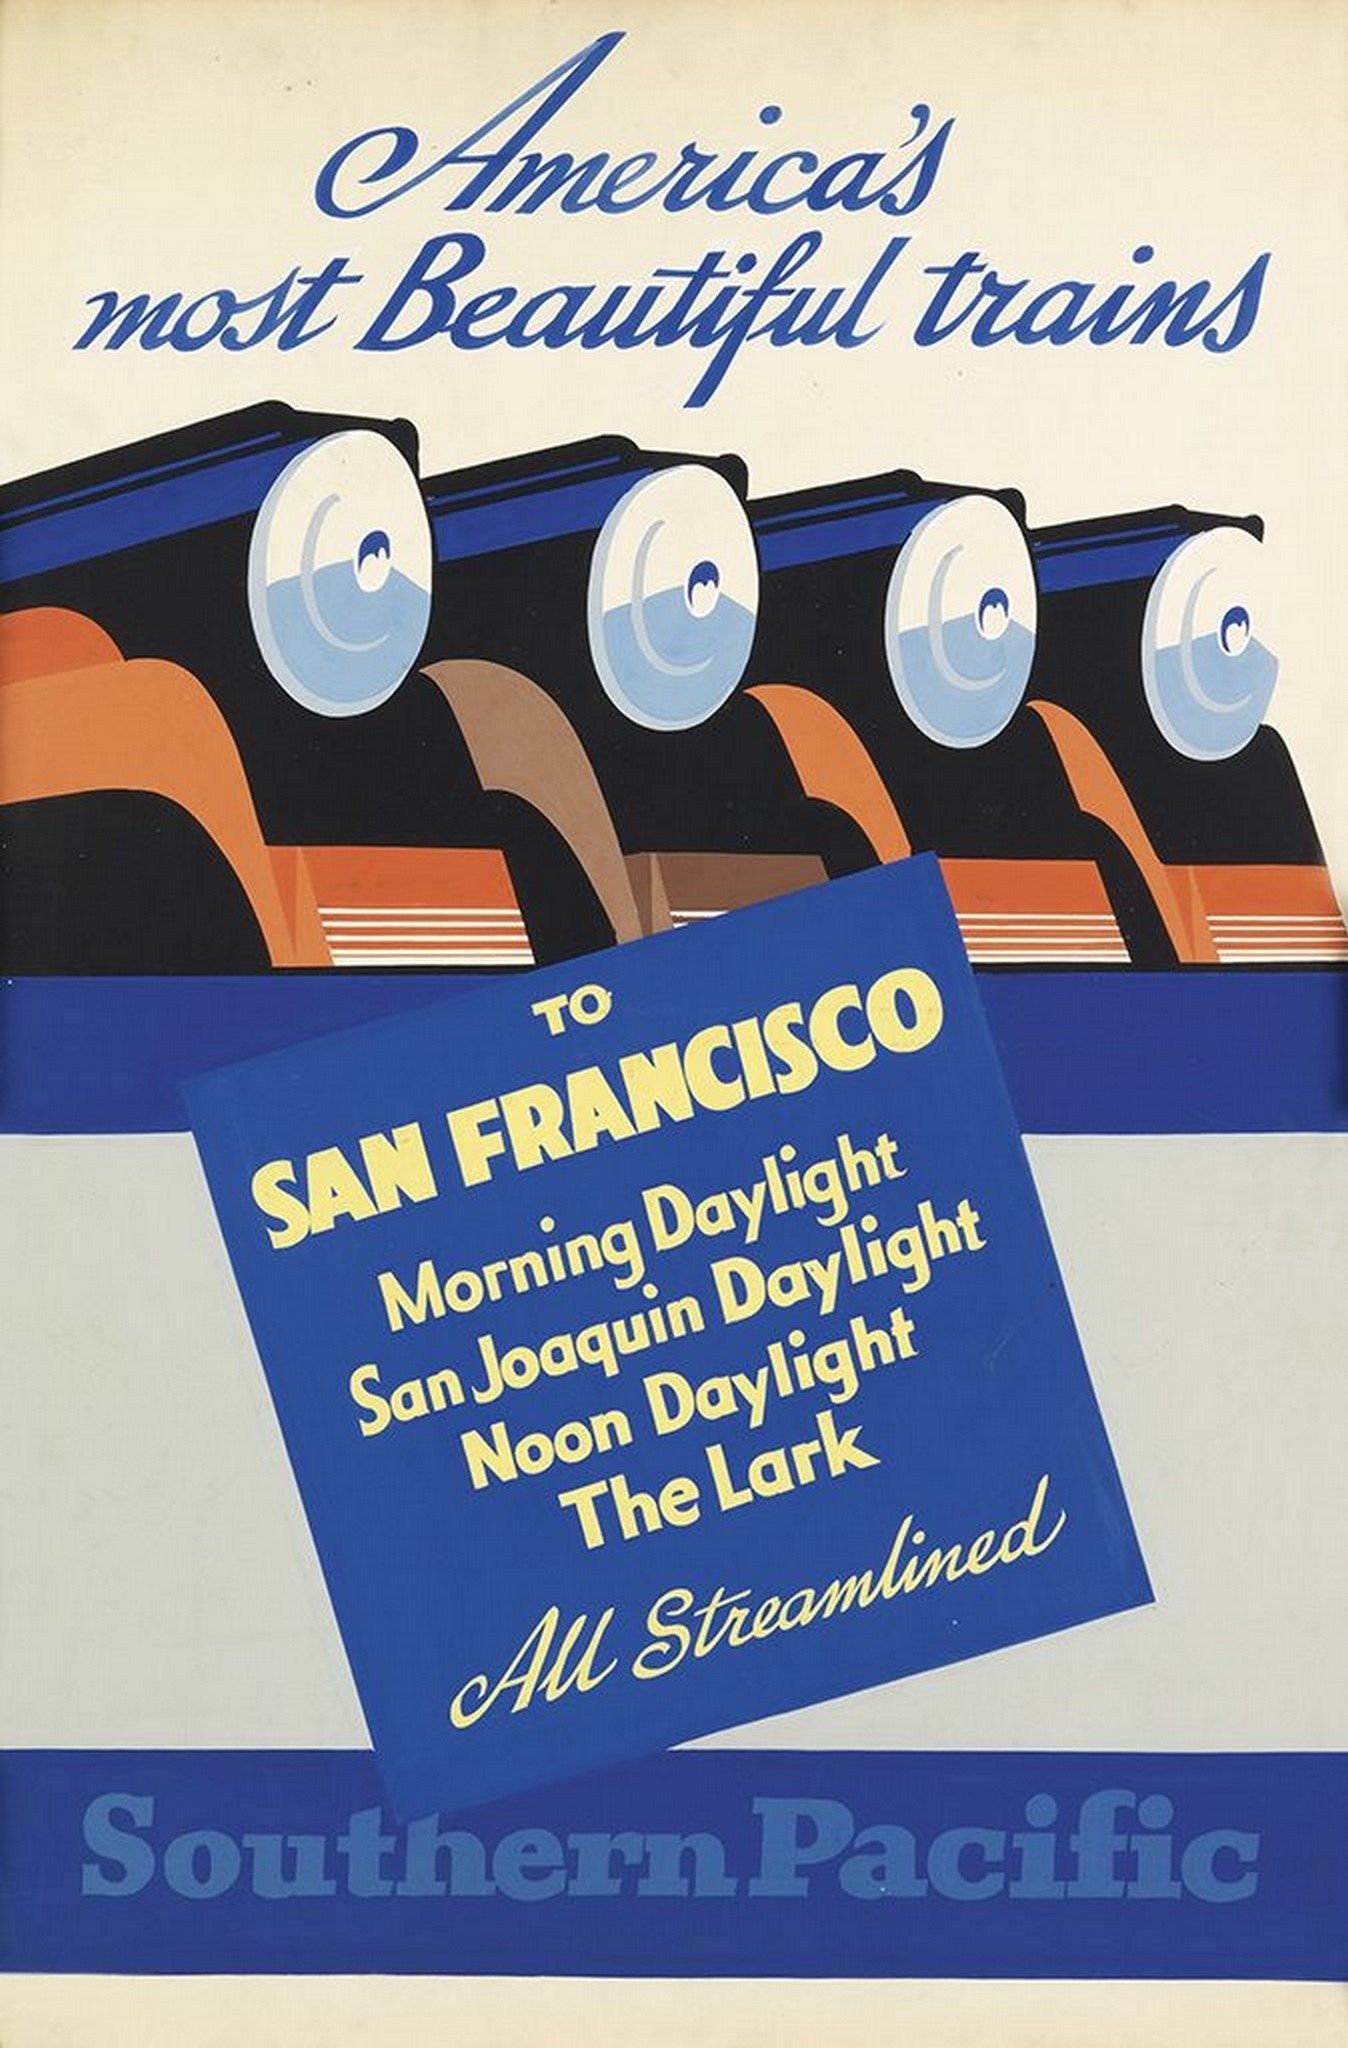 America's
most Beautiful trains
TO
SAN FRANCISCO
Morning Daylight
San Joaquin Daylight
Noon Daylight
The Lark
All Streamlined
Southern Pacific